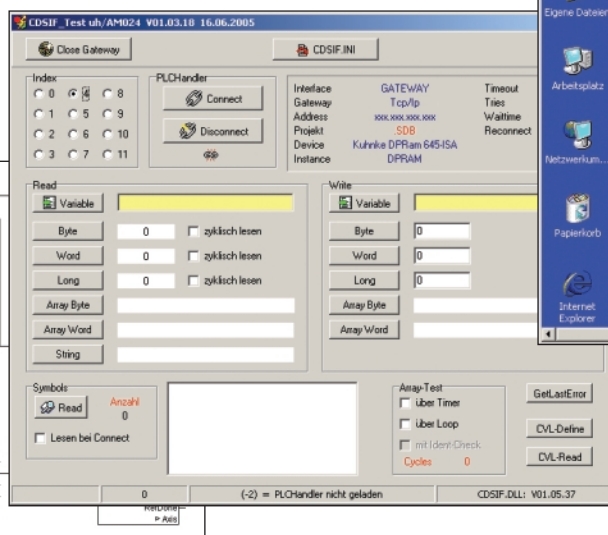 CDSIF_Test uh/AM024 V01.03.18 16.06.2005
Close Gateway
CDSIF.INI
Index
0 4 8
1 5 9
2 6 10
3 7 11
PLCHandler
Connect
Disconnect
Interface GATEWAY Timeout
Gateway Tcp/Ip Tries
Address xxx.xxx.xxx.xxx Waittime
Projekt .SDB Reconnect
Device Kuhnke DPRam 645-ISA
Instance DPRAM
Read
Variable
Byte 0 zyklisch lesen
Word 0 zyklisch lesen
Long 0 zyklisch lesen
Array Byte
Array Word
String
Write
Variable
Byte 0
Word 0
Long 0
Array Byte
Array Word
Symbols
Read
Anzahl
0
Lesen bei Connect
Array-Test
über Timer
über Loop
mit Ident-Check
Cycles 0
GetLastError
CVL-Define
CVL-Read
0 (-2) = PLCHandler nicht geladen CDSIF.DLL: V01.05.37
Eigene Dateien
Arbeitsplatz
Netzwerkum...
Papierkorb
Internet
Explorer
RefDone
Axis